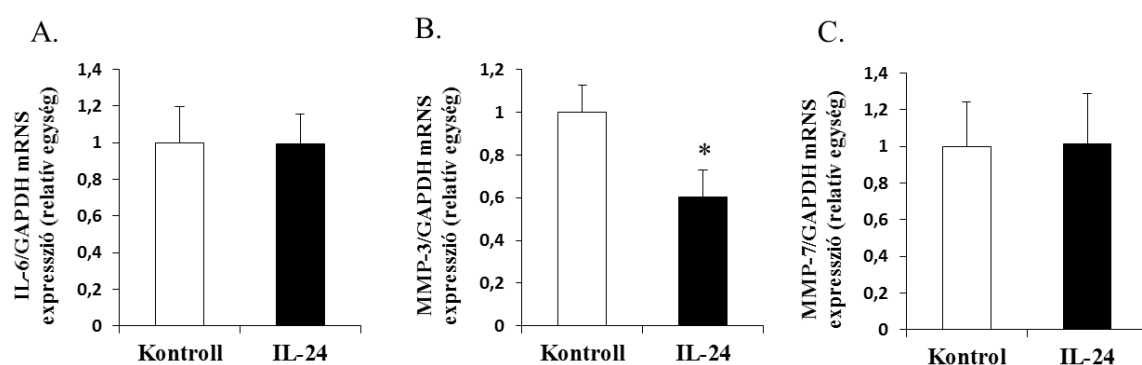 A.
IL-6/GAPDH mRNS
expresszió (relatív egység)
1,4
1,2
1
0,8
0,6
0,4
0,2
0
Kontroll IL-24
B.
MMP-3/GAPDH mRNS
expresszió (relatív egység)
1,2
1
0,8
0,6
0,4
0,2
0
*
Kontroll IL-24
C.
MMP-7/GAPDH mRNS
expresszió (relatív egység)
1,4
1,2
1
0,8
0,6
0,4
0,2
0
Kontrol IL-24